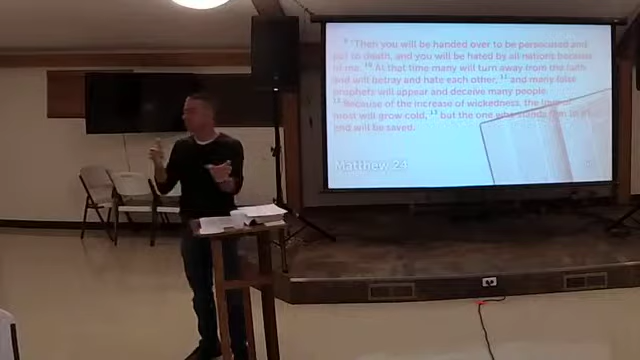 ⁹ "Then you will be handed over to be persecuted and
put to death, and you will be hated by all nations because
of me. ¹⁰ At that time many will turn away from the faith
and will betray and hate each other, ¹¹ and many false
prophets will appear and deceive many people.
¹² Because of the increase of wickedness, the love of
most will grow cold, ¹³ but the one who stands firm to the
end will be saved.
Matthew 24